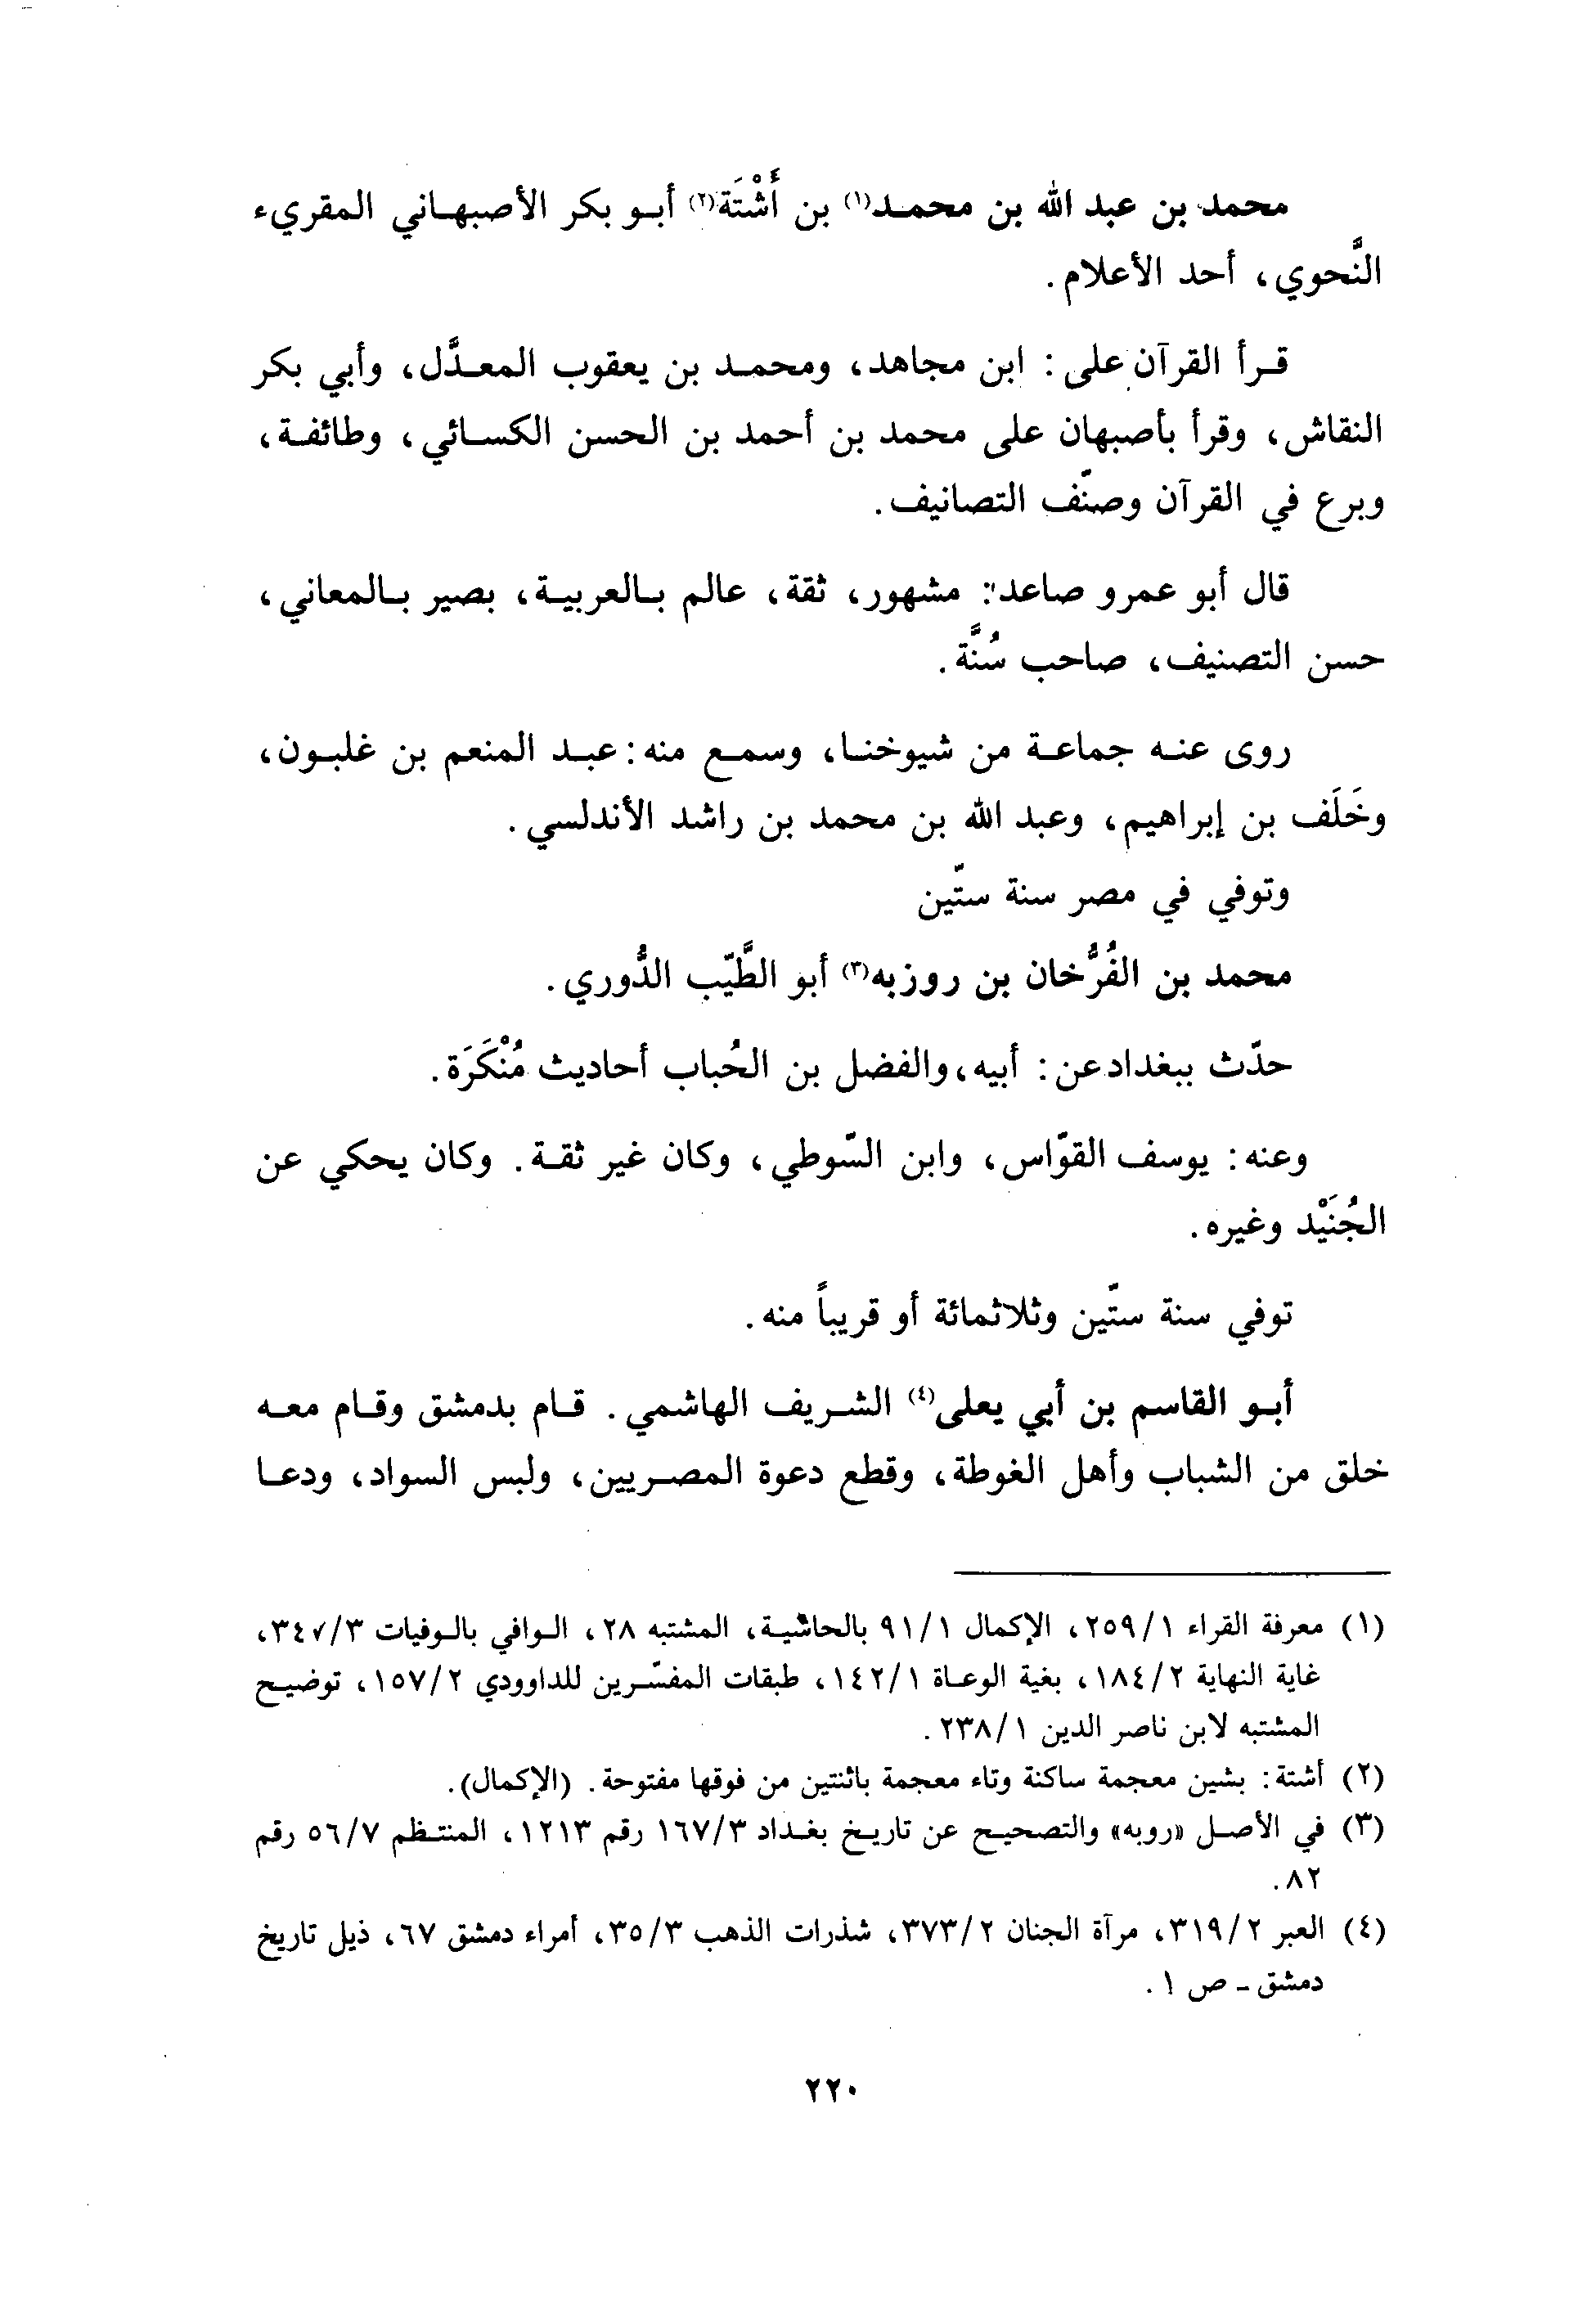 محمد بن عبد الله بن محمد(١) بن أَشْتَة(٢) أبو بكر الأصبهاني المقريء
النَّحوي، أحد الأعلام.
قرأ القرآن على: ابن مجاهد، ومحمد بن يعقوب المعدَّل، وأبي بكر
النقاش، وقرأ بأصبهان على محمد بن أحمد بن الحسن الكسائي، وطائفة،
وبرع في القرآن وصنّف التصانيف.
قال أبو عمرو صاعد: مشهور، ثقة، عالم بالعربية، بصير بالمعاني،
حسن التصنيف، صاحب سُنَّة.
روى عنه جماعة من شيوخنا، وسمع منه: عبد المنعم بن غلبون،
وخَلَف بن إبراهيم، وعبد الله بن محمد بن راشد الأندلسي.
وتوفي في مصر سنة ستّين
محمد بن الفُرُّخان بن روزبه(٣) أبو الطَّيّب الدُّوري.
حدّث ببغداد عن: أبيه، والفضل بن الحُباب أحاديث مُنْكَرَة.
وعنه: يوسف القوّاس، وابن السّوطي، وكان غير ثقة. وكان يحكي عن
الجُنَيْد وغيره.
توفي سنة ستّين وثلاثمائة أو قريباً منه.
أبو القاسم بن أبي يعلى(٤) الشريف الهاشمي. قام بدمشق وقام معه
خلق من الشباب وأهل الغوطة، وقطع دعوة المصريين، ولبس السواد، ودعا
(١) معرفة القراء ٢٥٩/١، الإكمال ٩١/١ بالحاشية، المشتبه ٢٨، الوافي بالوفيات ٣٤٧/٣،
غاية النهاية ١٨٤/٢، بغية الوعاة ١٤٢/١، طبقات المفسّرين للداوودي ١٥٧/٢، توضيح
المشتبه لابن ناصر الدين ٢٣٨/١.
(٢) أشتة: بشين معجمة ساكنة وتاء معجمة باثنتين من فوقها مفتوحة. (الإكمال).
(٣) في الأصل «روبه» والتصحيح عن تاريخ بغداد ١٦٧/٣ رقم ١٢١٣، المنتظم ٥٦/٧ رقم
٨٢.
(٤) العبر ٣١٩/٢، مرآة الجنان ٣٧٣/٢، شذرات الذهب ٣٥/٣، أمراء دمشق ٦٧، ذيل تاريخ
دمشق - ص ١.
٢٢٠